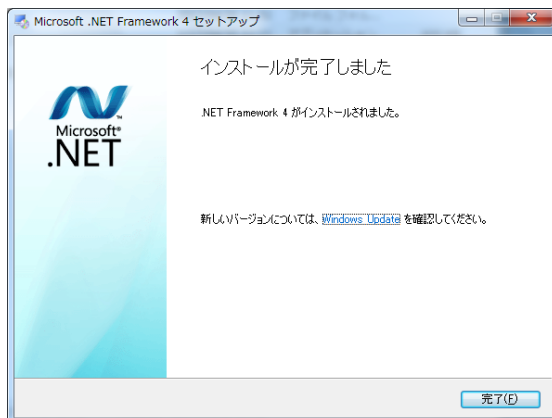 Microsoft .NET Framework 4 セットアップ
インストールが完了しました
.NET Framework 4 がインストールされました。
Microsoft®
.NET
新しいバージョンについては、Windows Update を確認してください。
完了(F)